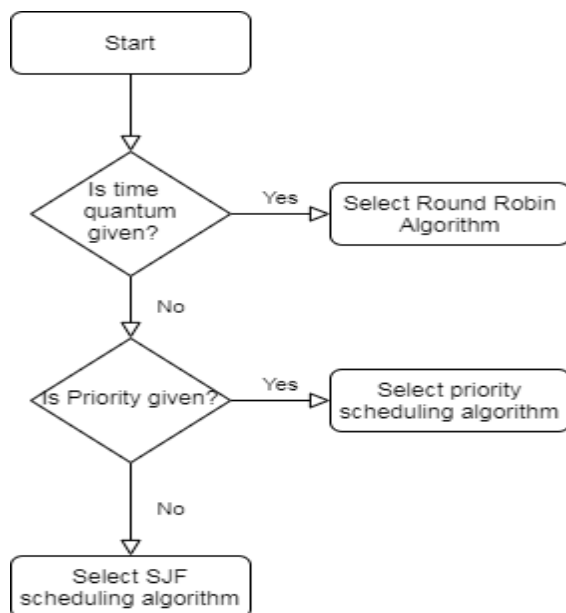 Start
Is time
quantum
given?
Yes
Select Round Robin
Algorithm
No
Is Priority given?
Yes
Select priority
scheduling algorithm
No
Select SJF
scheduling algorithm